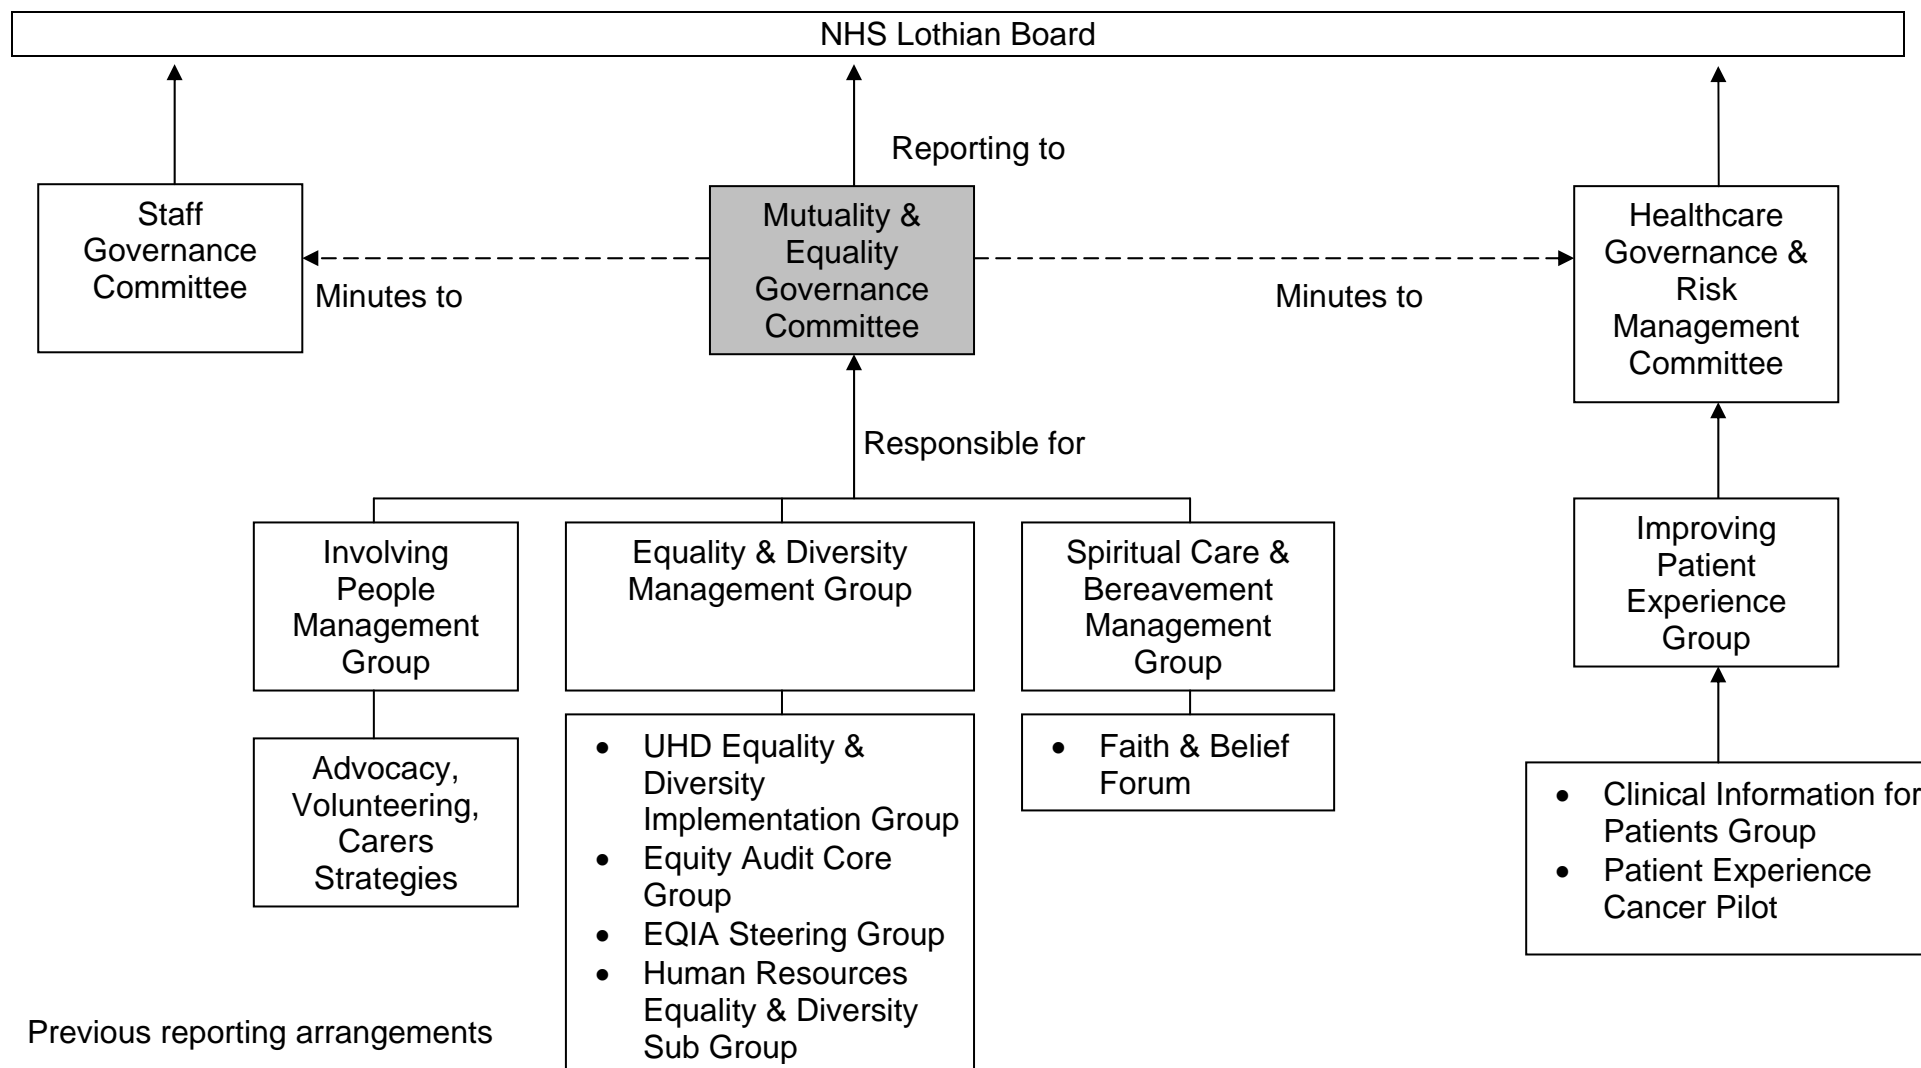 NHS Lothian Board
Reporting to
Staff
Governance
Committee
Mutuality &
Equality
Governance
Committee
Healthcare
Governance &
Risk
Management
Committee
Minutes to
Minutes to
Responsible for
Involving
People
Management
Group
Equality & Diversity
Management Group
Spiritual Care &
Bereavement
Management
Group
Improving
Patient
Experience
Group
Advocacy,
Volunteering,
Carers
Strategies
• UHD Equality &
Diversity
Implementation Group
• Equity Audit Core
Group
• EQIA Steering Group
• Human Resources
Equality & Diversity
Sub Group
• Faith & Belief
Forum
• Clinical Information for
Patients Group
• Patient Experience
Cancer Pilot
Previous reporting arrangements